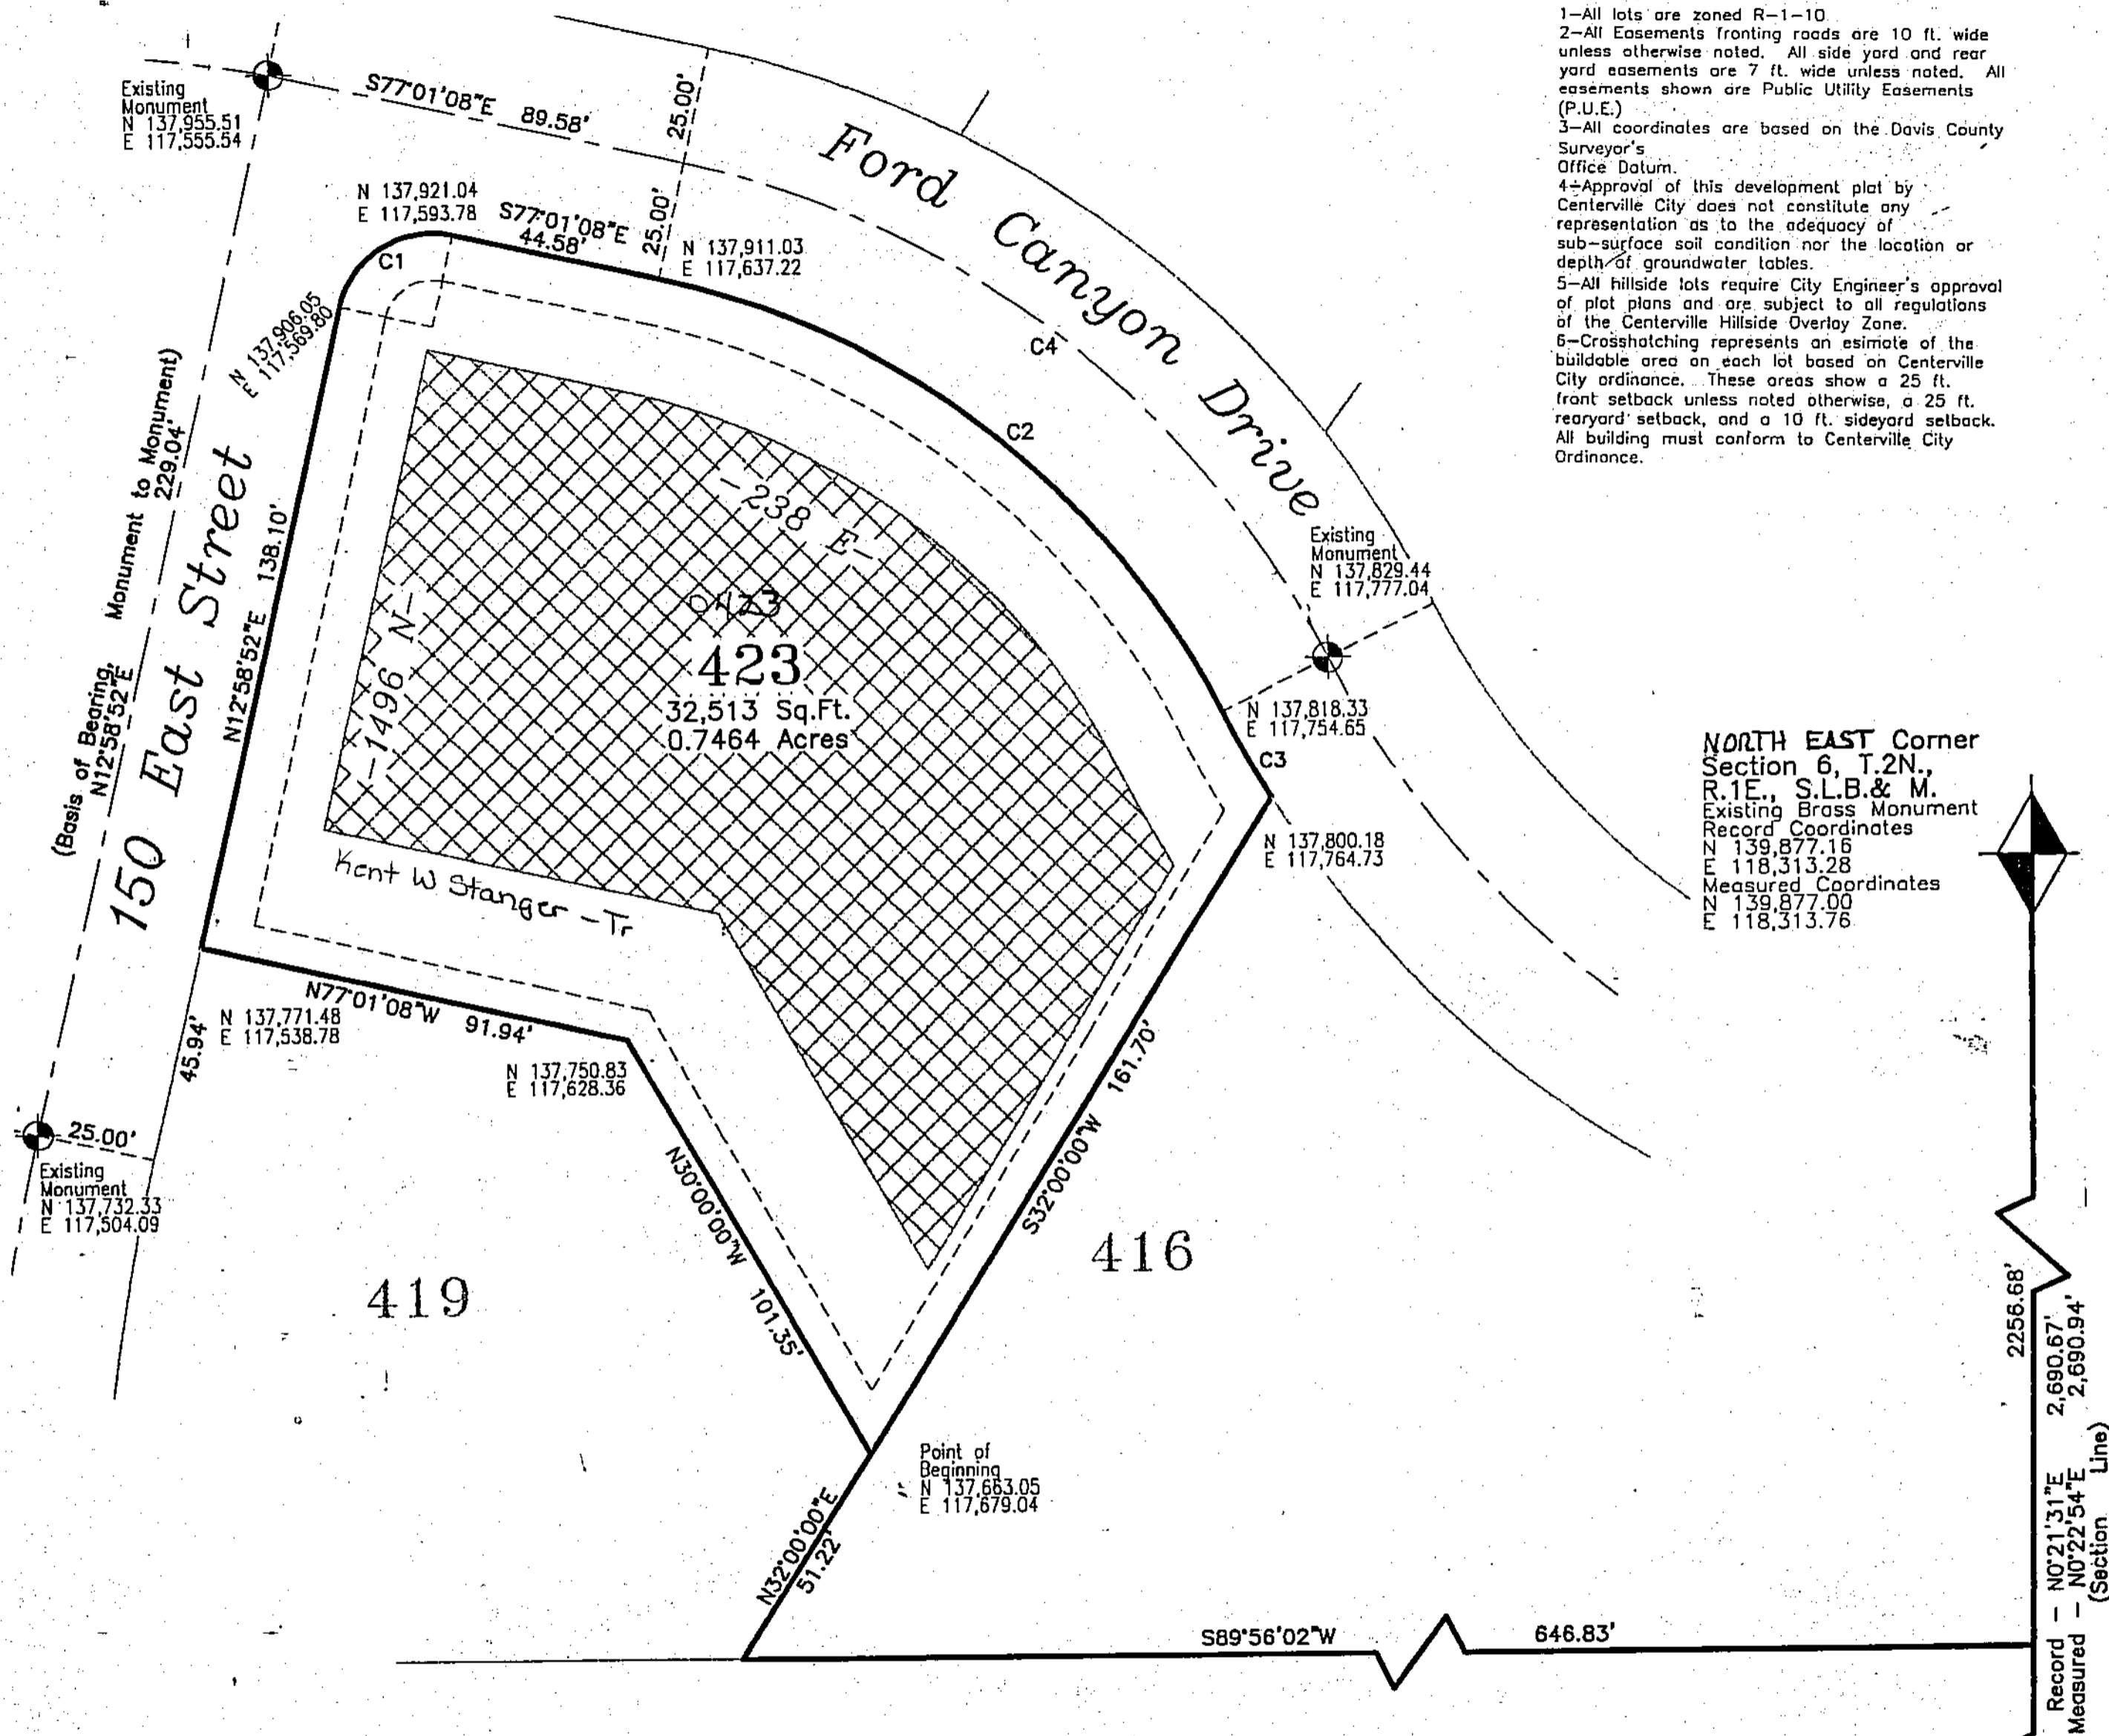 1-All lots are zoned R-1-10
2-All Easements fronting roads are 10 ft. wide
unless otherwise noted. All side yard and rear
yard easements are 7 ft. wide unless noted. All
easements shown are Public Utility Easements
(P.U.E.)
3-All coordinates are based on the Davis County
Surveyor's
Office Datum.
4-Approval of this development plat by
Centerville City does not constitute any
representation as to the adequacy of
sub-surface soil condition nor the location or
depth of groundwater tables.
5-All hillside lots require City Engineer's approval
of plot plans and are subject to all regulations
of the Centerville Hillside Overlay Zone.
6-Crosshatching represents an esimate of the
buildable area on each lot based on Centerville
City ordinance. These areas show a 25 ft.
front setback unless noted otherwise, a 25 ft.
rearyard setback, and a 10 ft. sideyard setback.
All building must conform to Centerville City
Ordinance.
Existing
Monument
N 137,955.51
E 117,555.54
S77°01'08"E 89.58'
25.00'
25.00'
Ford Canyon Drive
N 137,921.04
E 117,593.78
S77°01'08"E
44.58'
N 137,911.03
E 117,637.22
C1
N 137,906.05
E 117,569.80
C4
C2
(Basis of Bearing,
N12°58'52"E
Monument to Monument)
229.04'
150 East Street
N12°58'52"E 138.10'
-238 E-
-1496 N-
0423
423
32,513 Sq.Ft.
0.7464 Acres
Kent W Stanger -Tr
Existing
Monument
N 137,829.44
E 117,777.04
N 137,818.33
E 117,754.65
C3
N 137,800.18
E 117,764.73
NORTH EAST Corner
Section 6, T.2N.,
R.1E., S.L.B.& M.
Existing Brass Monument
Record Coordinates
N 139,877.16
E 118,313.28
Measured Coordinates
N 139,877.00
E 118,313.76
N77°01'08"W 91.94'
N 137,771.48
E 117,538.78
45.94'
N 137,750.83
E 117,628.36
25.00'
Existing
Monument
N 137,732.33
E 117,504.09
N30°00'00"W 101.35'
S32°00'00"W 161.70'
419
416
Point of
Beginning
N 137,663.05
E 117,679.04
N32°00'00"E
51.22'
S89°56'02"W 646.83'
2256.68'
Record - N0°21'31"E 2,690.67'
Measured - N0°22'54"E 2,690.94'
(Section Line)